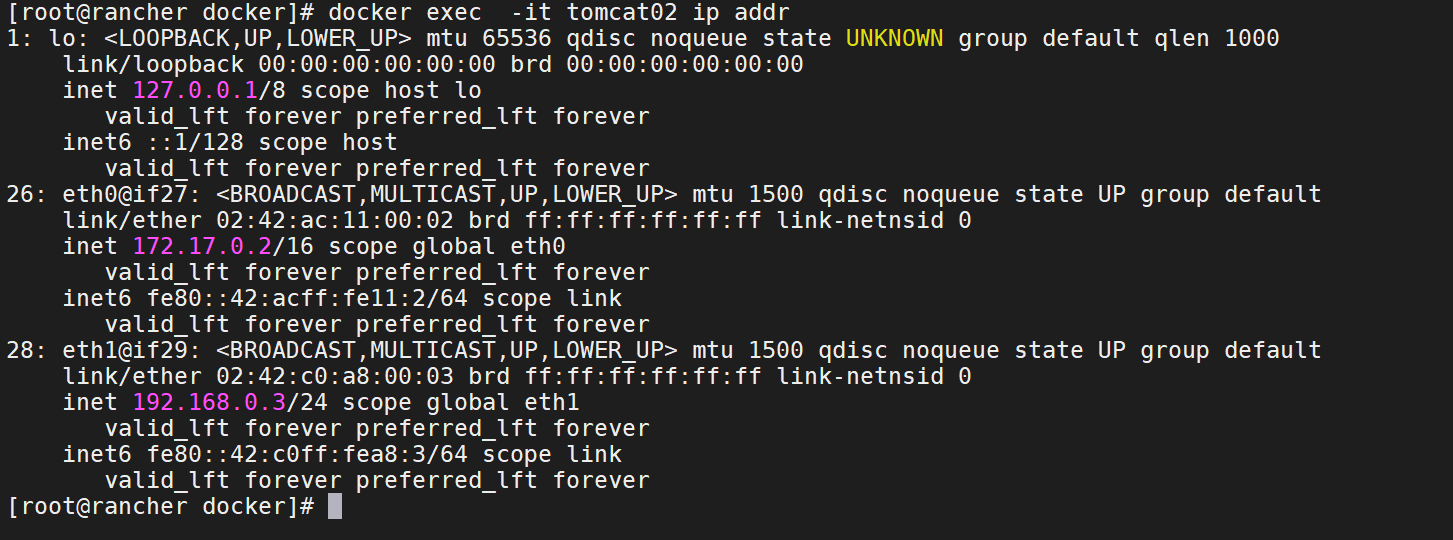 [root@rancher docker]# docker exec  -it tomcat02 ip addr
1: lo: <LOOPBACK,UP,LOWER_UP> mtu 65536 qdisc noqueue state UNKNOWN group default qlen 1000
    link/loopback 00:00:00:00:00:00 brd 00:00:00:00:00:00
    inet 127.0.0.1/8 scope host lo
       valid_lft forever preferred_lft forever
    inet6 ::1/128 scope host
       valid_lft forever preferred_lft forever
26: eth0@if27: <BROADCAST,MULTICAST,UP,LOWER_UP> mtu 1500 qdisc noqueue state UP group default
    link/ether 02:42:ac:11:00:02 brd ff:ff:ff:ff:ff:ff link-netnsid 0
    inet 172.17.0.2/16 scope global eth0
       valid_lft forever preferred_lft forever
    inet6 fe80::42:acff:fe11:2/64 scope link
       valid_lft forever preferred_lft forever
28: eth1@if29: <BROADCAST,MULTICAST,UP,LOWER_UP> mtu 1500 qdisc noqueue state UP group default
    link/ether 02:42:c0:a8:00:03 brd ff:ff:ff:ff:ff:ff link-netnsid 0
    inet 192.168.0.3/24 scope global eth1
       valid_lft forever preferred_lft forever
    inet6 fe80::42:c0ff:fea8:3/64 scope link
       valid_lft forever preferred_lft forever
[root@rancher docker]#